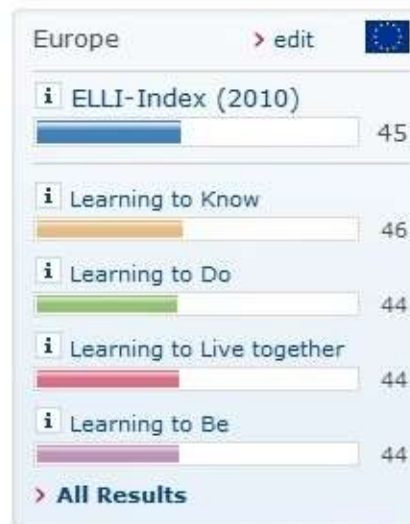 Europe > edit
i ELLI-Index (2010)
45
i Learning to Know
46
i Learning to Do
44
i Learning to Live together
44
i Learning to Be
44
> All Results